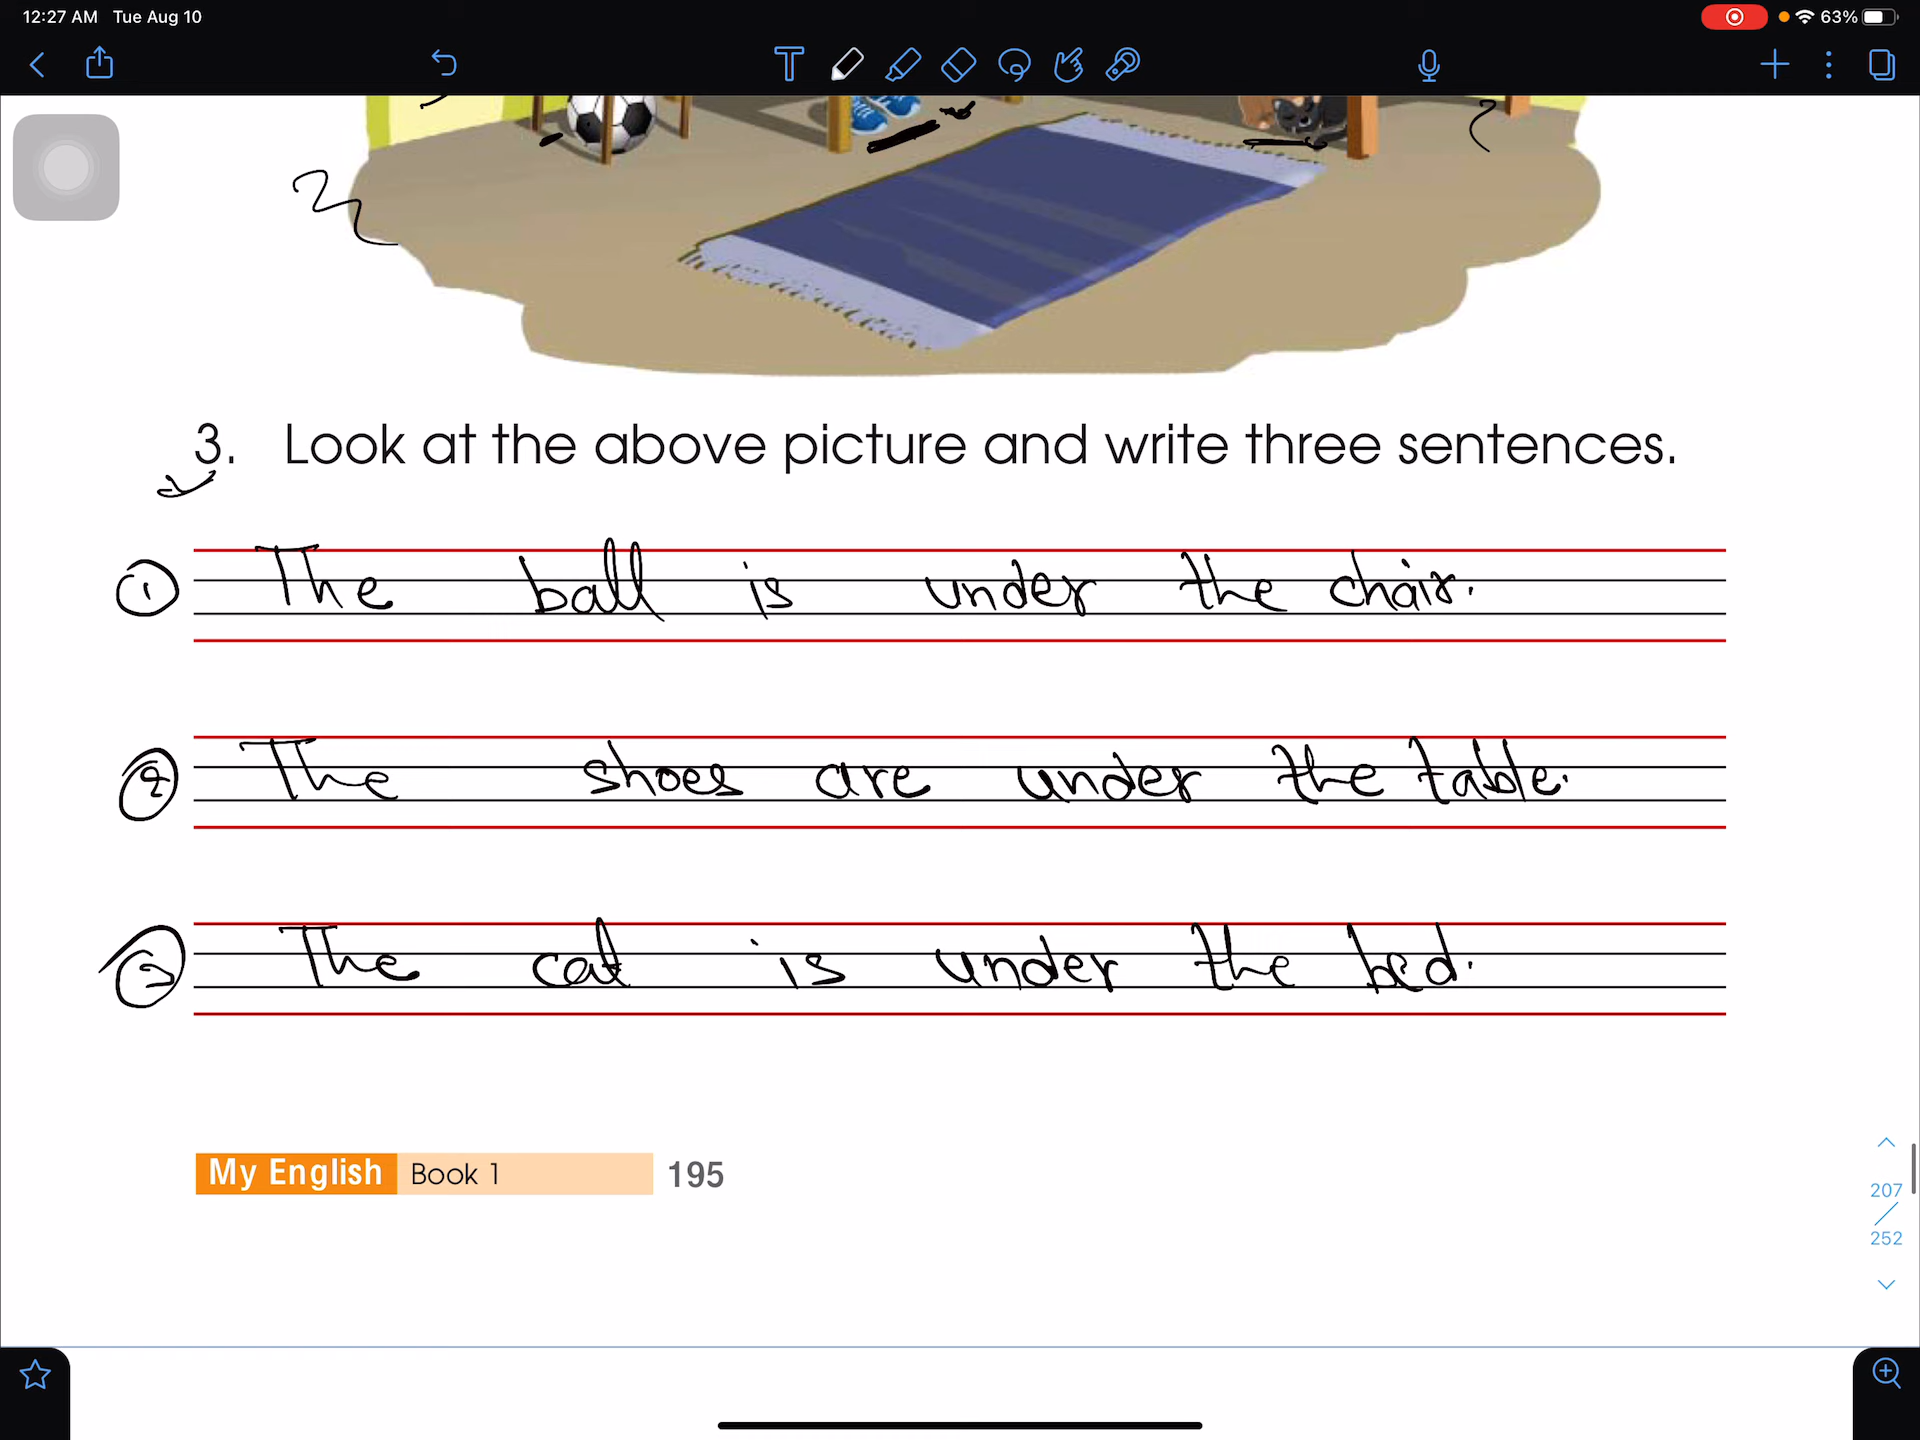 12:27 AM Tue Aug 10 63%
3. Look at the above picture and write three sentences.
1 The ball is under the chair.
2 The shoes are under the table.
3 The cat is under the bed.
My English Book 1 195
207
252